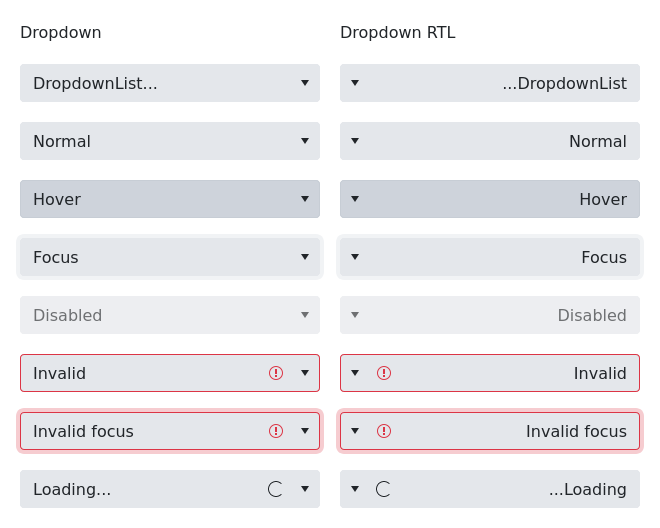 Dropdown
DropdownList...
Normal
Hover
Focus
Disabled
Invalid
Invalid focus
Loading...
Dropdown RTL
...DropdownList
Normal
Hover
Focus
Disabled
Invalid
Invalid focus
...Loading